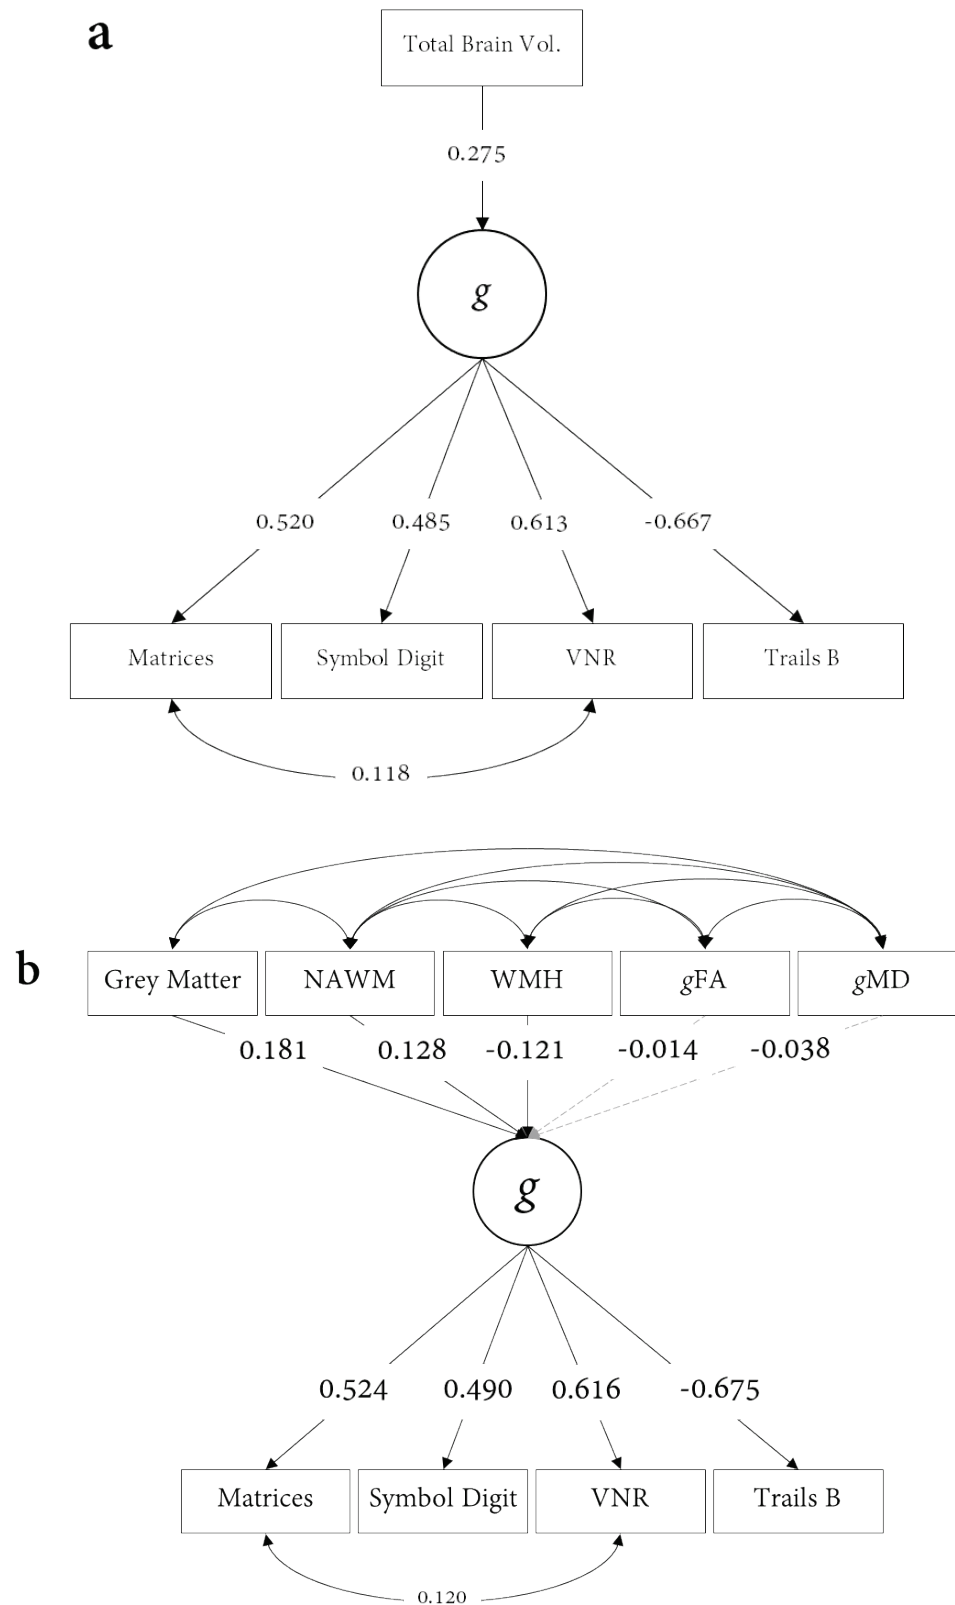 a
Total Brain Vol.
0.275
g
0.520 0.485 0.613 -0.667
Matrices Symbol Digit VNR Trails B
0.118
b
Grey Matter NAWM WMH gFA gMD
0.181 0.128 -0.121 -0.014 -0.038
g
0.524 0.490 0.616 -0.675
Matrices Symbol Digit VNR Trails B
0.120